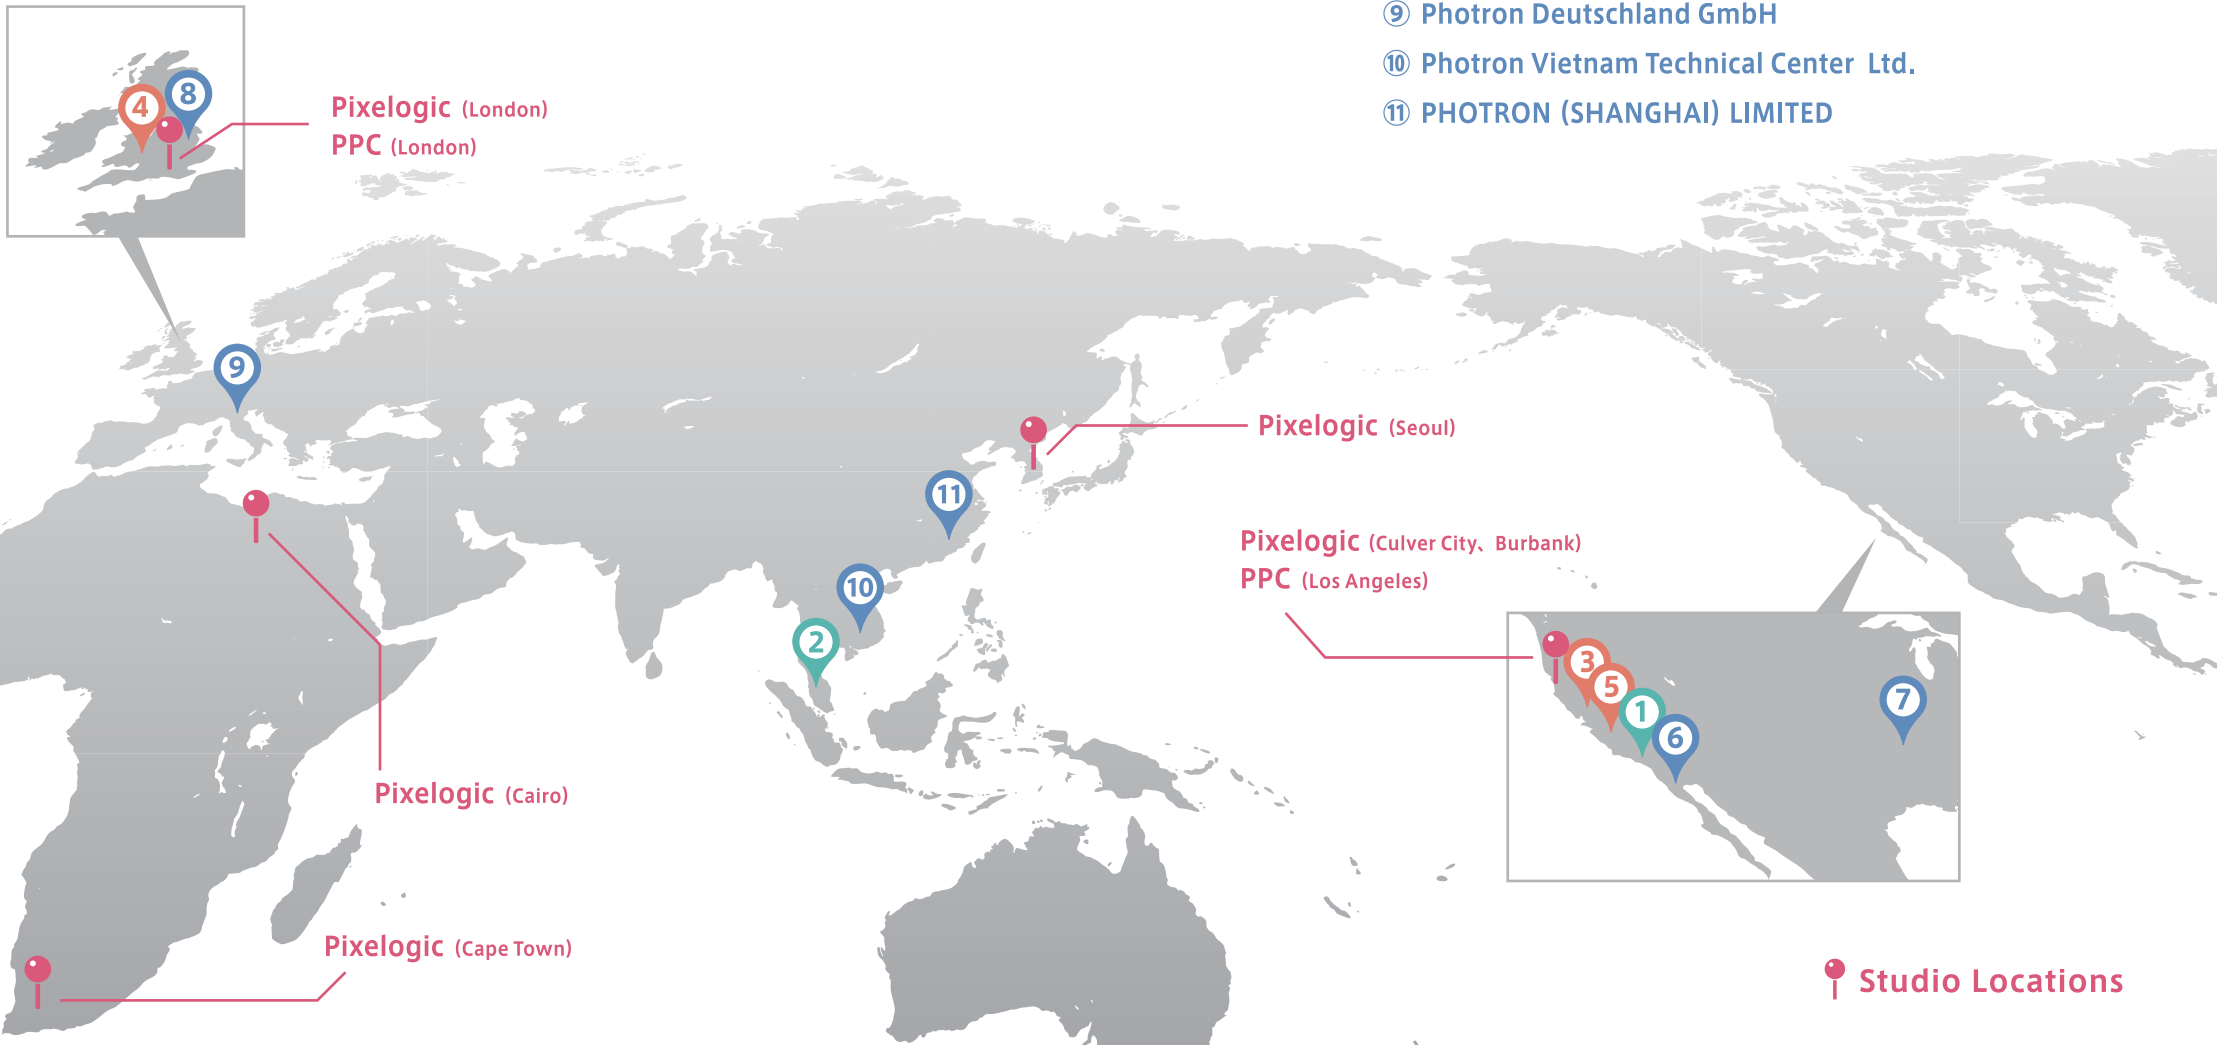 ⑨ Photron Deutschland GmbH
⑩ Photron Vietnam Technical Center Ltd.
⑪ PHOTRON (SHANGHAI) LIMITED
4
8
Pixelogic (London)
PPC (London)
9
Pixelogic (Seoul)
11
Pixelogic (Culver City、Burbank)
PPC (Los Angeles)
10
2
3
5
1
6
7
Pixelogic (Cairo)
Pixelogic (Cape Town)
Studio Locations